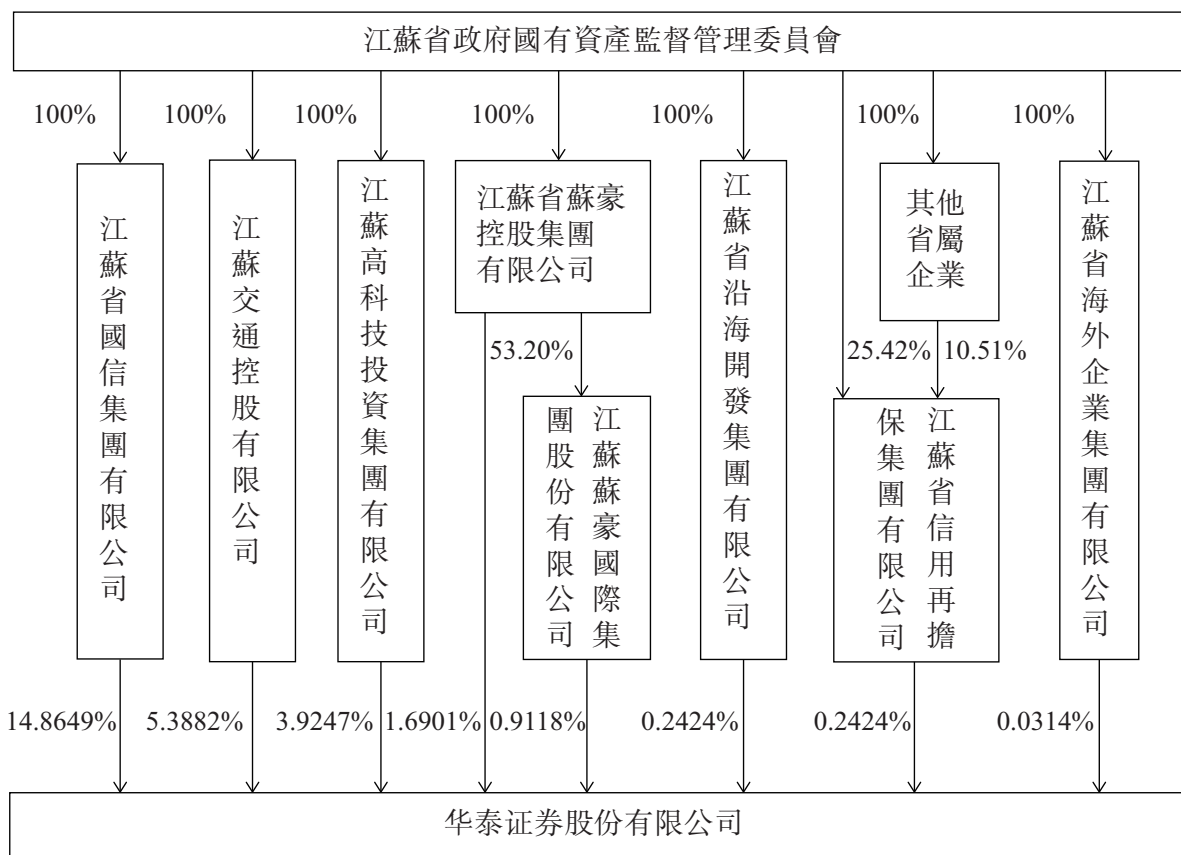 江蘇省政府國有資產監督管理委員會
100%
100%
100%
100%
100%
100%
100%
江蘇省國信集團有限公司
江蘇交通控股有限公司
江蘇高科技投資集團有限公司
江蘇省蘇豪
控股集團
有限公司
江蘇省沿海開發集團有限公司
其他
省屬
企業
江蘇省海外企業集團有限公司
53.20%
25.42%
10.51%
江蘇蘇豪國際集
團股份有限公司
江蘇省信用再擔
保集團有限公司
14.8649%
5.3882%
3.9247%
1.6901%
0.9118%
0.2424%
0.2424%
0.0314%
华泰证券股份有限公司